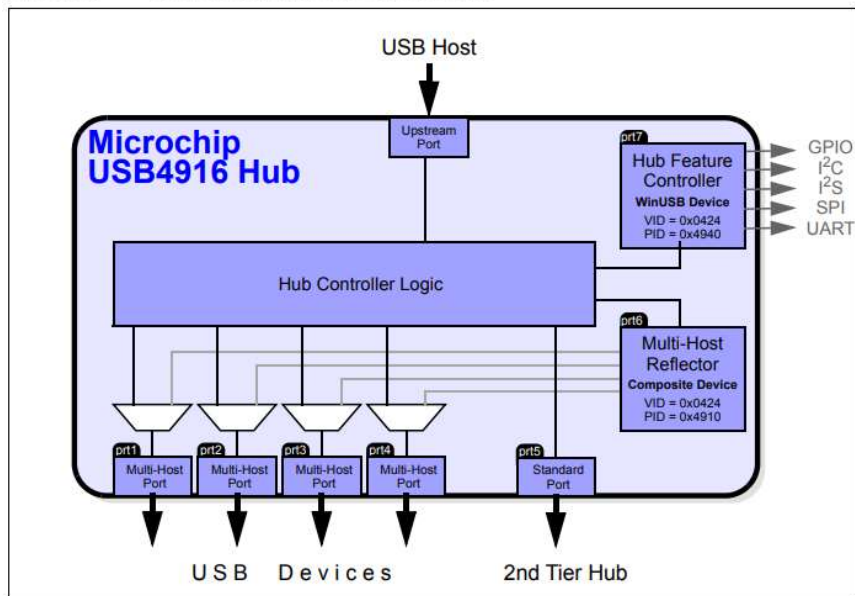 USB Host
Microchip
USB4916 Hub
Upstream
Port
prt7
Hub Feature
Controller
WinUSB Device
VID = 0x0424
PID = 0x4940
GPIO
I²C
I²S
SPI
UART
Hub Controller Logic
prt6
Multi-Host
Reflector
Composite Device
VID = 0x0424
PID = 0x4910
prt1
Multi-Host
Port
prt2
Multi-Host
Port
prt3
Multi-Host
Port
prt4
Multi-Host
Port
prt5
Standard
Port
USB Devices
2nd Tier Hub